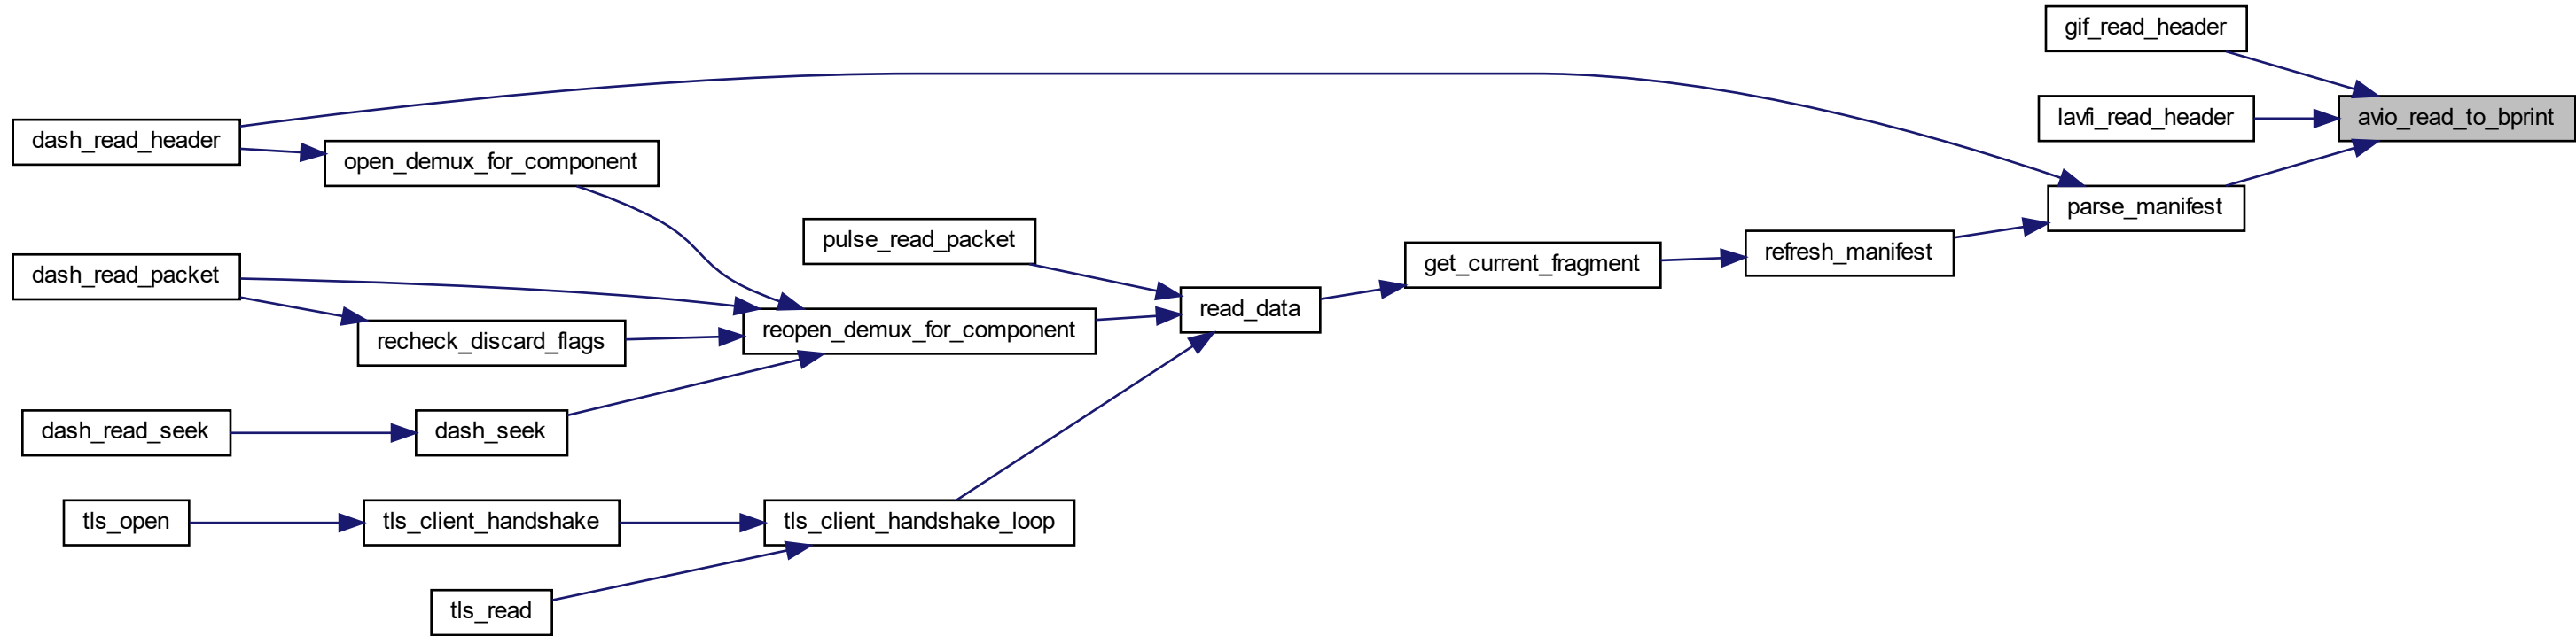 gif_read_header
lavfi_read_header
avio_read_to_bprint
dash_read_header
open_demux_for_component
parse_manifest
pulse_read_packet
refresh_manifest
get_current_fragment
dash_read_packet
read_data
reopen_demux_for_component
recheck_discard_flags
dash_read_seek
dash_seek
tls_open
tls_client_handshake
tls_client_handshake_loop
tls_read